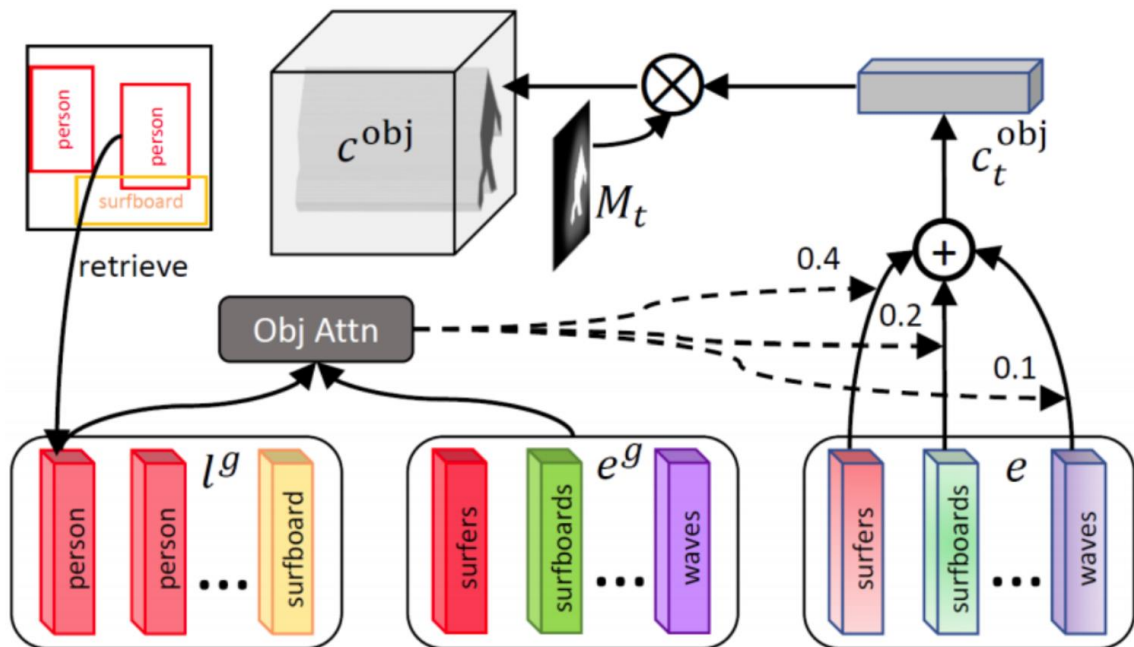 person
person
surfboard
retrieve
c^obj
M_t
c_t^obj
+
0.4
0.2
0.1
Obj Attn
l^g
person
person
...
surfboard
e^g
surfers
surfboards
...
waves
e
surfers
surfboards
...
waves